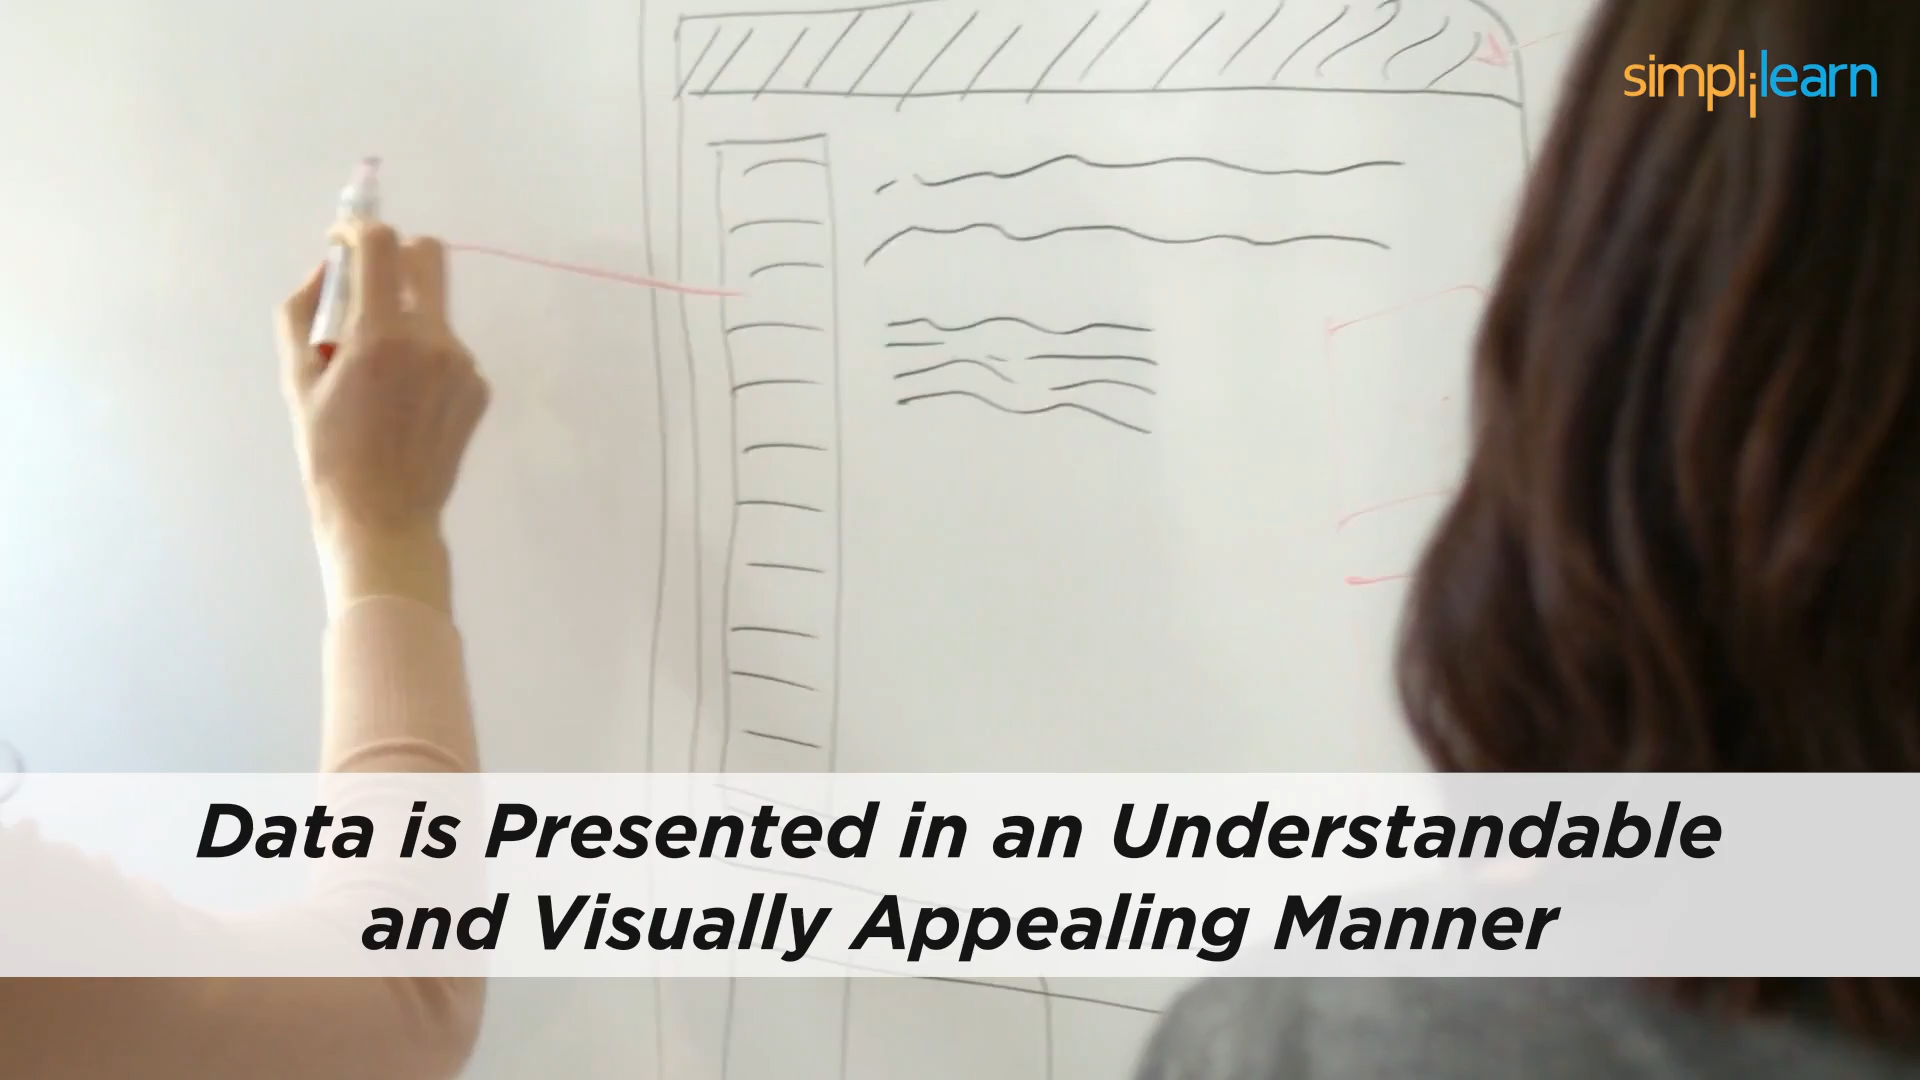 simplilearn
Data is Presented in an Understandable
and Visually Appealing Manner